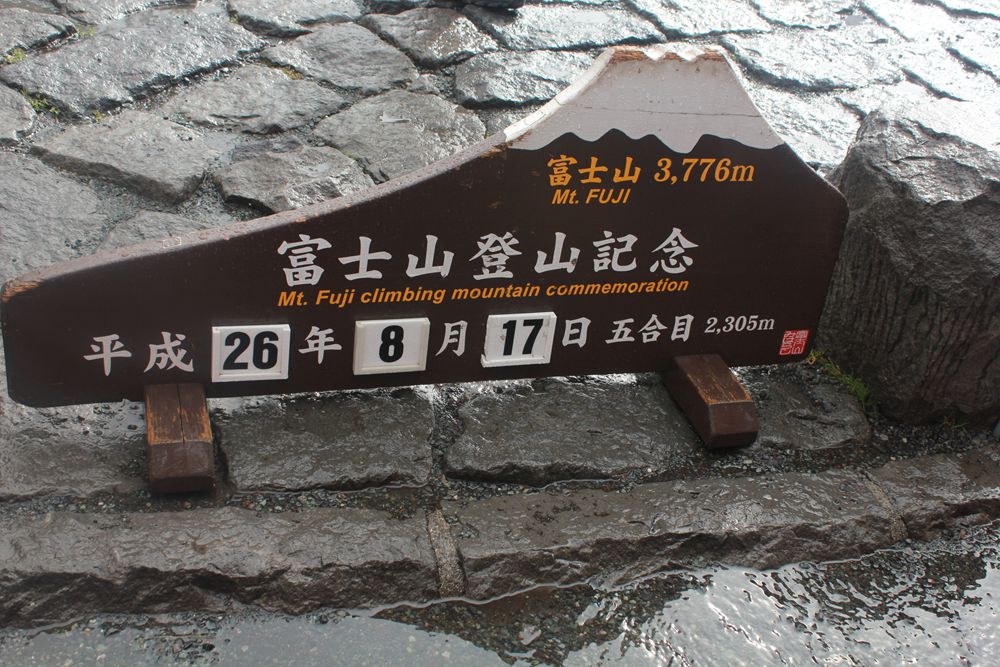 富士山 3,776m
Mt. FUJI
富士山登山記念
Mt. Fuji climbing mountain commemoration
平成 26 年 8 月 17 日 五合目 2,305m